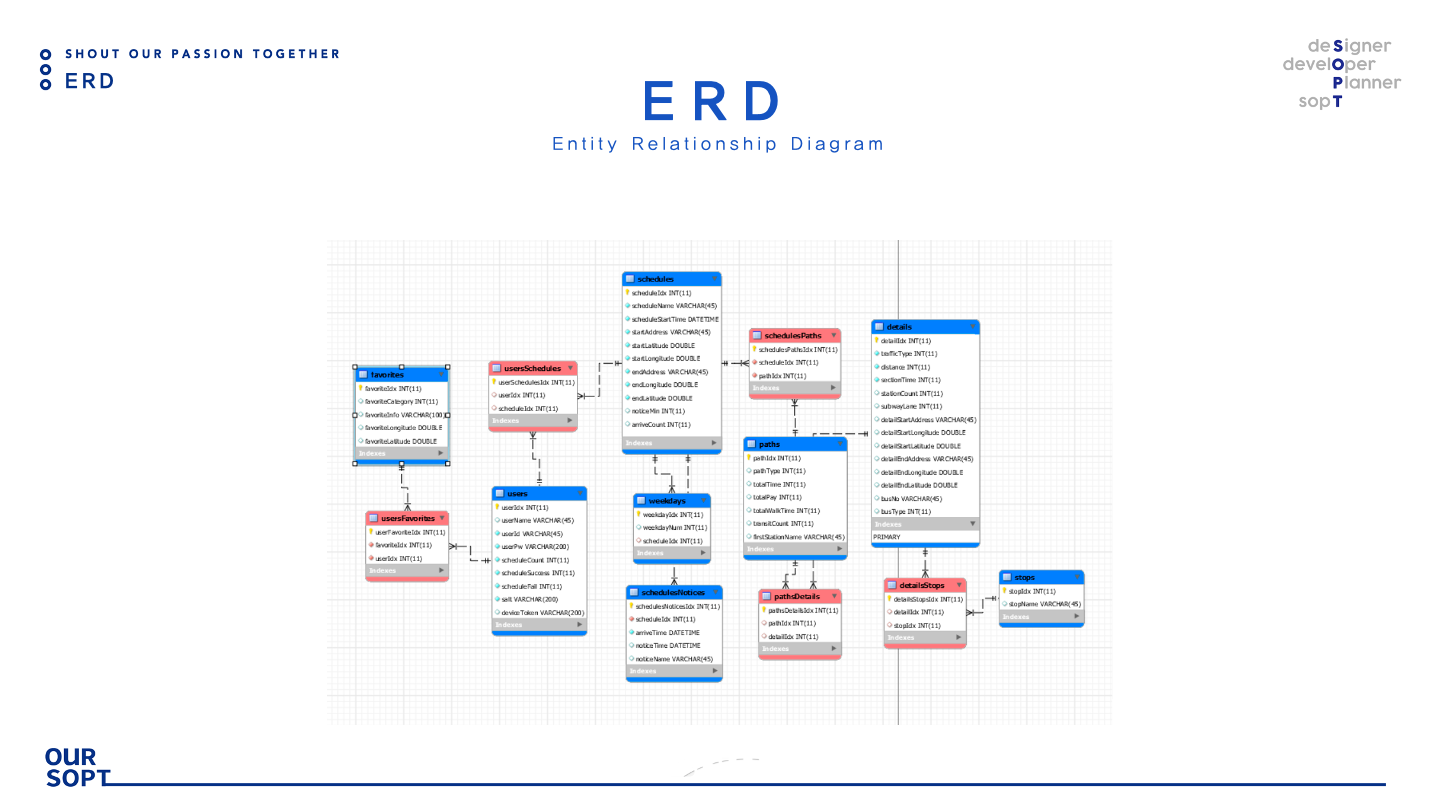 SHOUT OUR PASSION TOGETHER
ERD
deSigner
develOper
Planner
sopT
ERD
Entity Relationship Diagram
favorites
favoriteIdx INT(11)
favoriteCategory INT(11)
favoriteInfo VARCHAR(100)
favoriteLongitude DOUBLE
favoriteLatitude DOUBLE
Indexes
usersFavorites
userFavoriteIdx INT(11)
favoriteIdx INT(11)
userIdx INT(11)
Indexes
usersSchedules
userSchedulesIdx INT(11)
userIdx INT(11)
scheduleIdx INT(11)
Indexes
users
userIdx INT(11)
userName VARCHAR(45)
userId VARCHAR(45)
userPw VARCHAR(200)
scheduleCount INT(11)
scheduleSuccess INT(11)
scheduleFail INT(11)
salt VARCHAR(200)
deviceToken VARCHAR(200)
Indexes
schedules
scheduleIdx INT(11)
scheduleName VARCHAR(45)
scheduleStartTime DATETIME
startAddress VARCHAR(45)
startLatitude DOUBLE
startLongitude DOUBLE
endAddress VARCHAR(45)
endLongitude DOUBLE
endLatitude DOUBLE
noticeMin INT(11)
arriveCount INT(11)
Indexes
weekdays
weekdayIdx INT(11)
weekdayNum INT(11)
scheduleIdx INT(11)
Indexes
schedulesNotices
schedulesNoticesIdx INT(11)
scheduleIdx INT(11)
arriveTime DATETIME
noticeTime DATETIME
noticeName VARCHAR(45)
Indexes
schedulesPaths
schedulesPathsIdx INT(11)
scheduleIdx INT(11)
pathIdx INT(11)
Indexes
paths
pathIdx INT(11)
pathType INT(11)
totalTime INT(11)
totalPay INT(11)
totalWalkTime INT(11)
transitCount INT(11)
firstStationName VARCHAR(45)
Indexes
pathsDetails
pathsDetailsIdx INT(11)
pathIdx INT(11)
detailIdx INT(11)
Indexes
details
detailIdx INT(11)
trafficType INT(11)
distance INT(11)
sectionTime INT(11)
stationCount INT(11)
subwayLane INT(11)
detailStartAddress VARCHAR(45)
detailStartLongitude DOUBLE
detailStartLatitude DOUBLE
detailEndAddress VARCHAR(45)
detailEndLongitude DOUBLE
detailEndLatitude DOUBLE
busNo VARCHAR(45)
busType INT(11)
Indexes
PRIMARY
detailsStops
detailsStopsIdx INT(11)
detailIdx INT(11)
stopIdx INT(11)
Indexes
stops
stopIdx INT(11)
stopName VARCHAR(45)
Indexes
OUR
SOPT